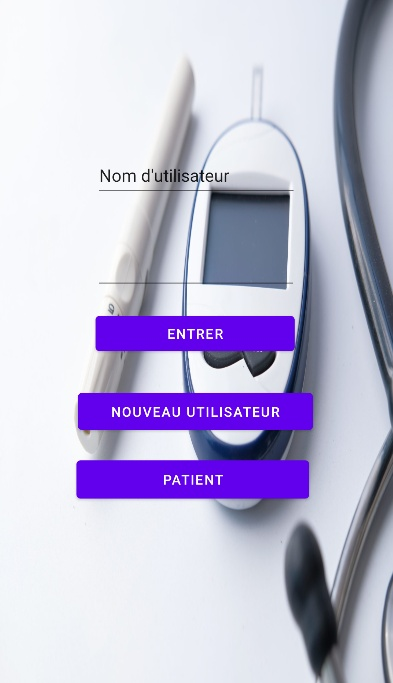 Nom d'utilisateur
ENTRER
NOUVEAU UTILISATEUR
PATIENT